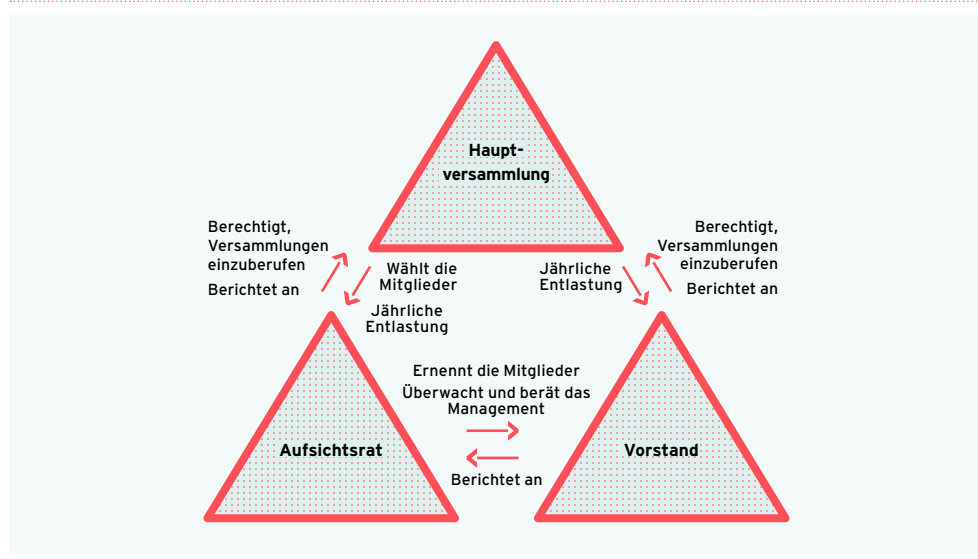 Haupt-
versammlung
Berechtigt,
Versammlungen
einzuberufen
Berichtet an
Wählt die
Mitglieder
Jährliche
Entlastung
Jährliche
Entlastung
Berechtigt,
Versammlungen
einzuberufen
Berichtet an
Ernennt die Mitglieder
Überwacht und berät das
Management
Aufsichtsrat
Vorstand
Berichtet an